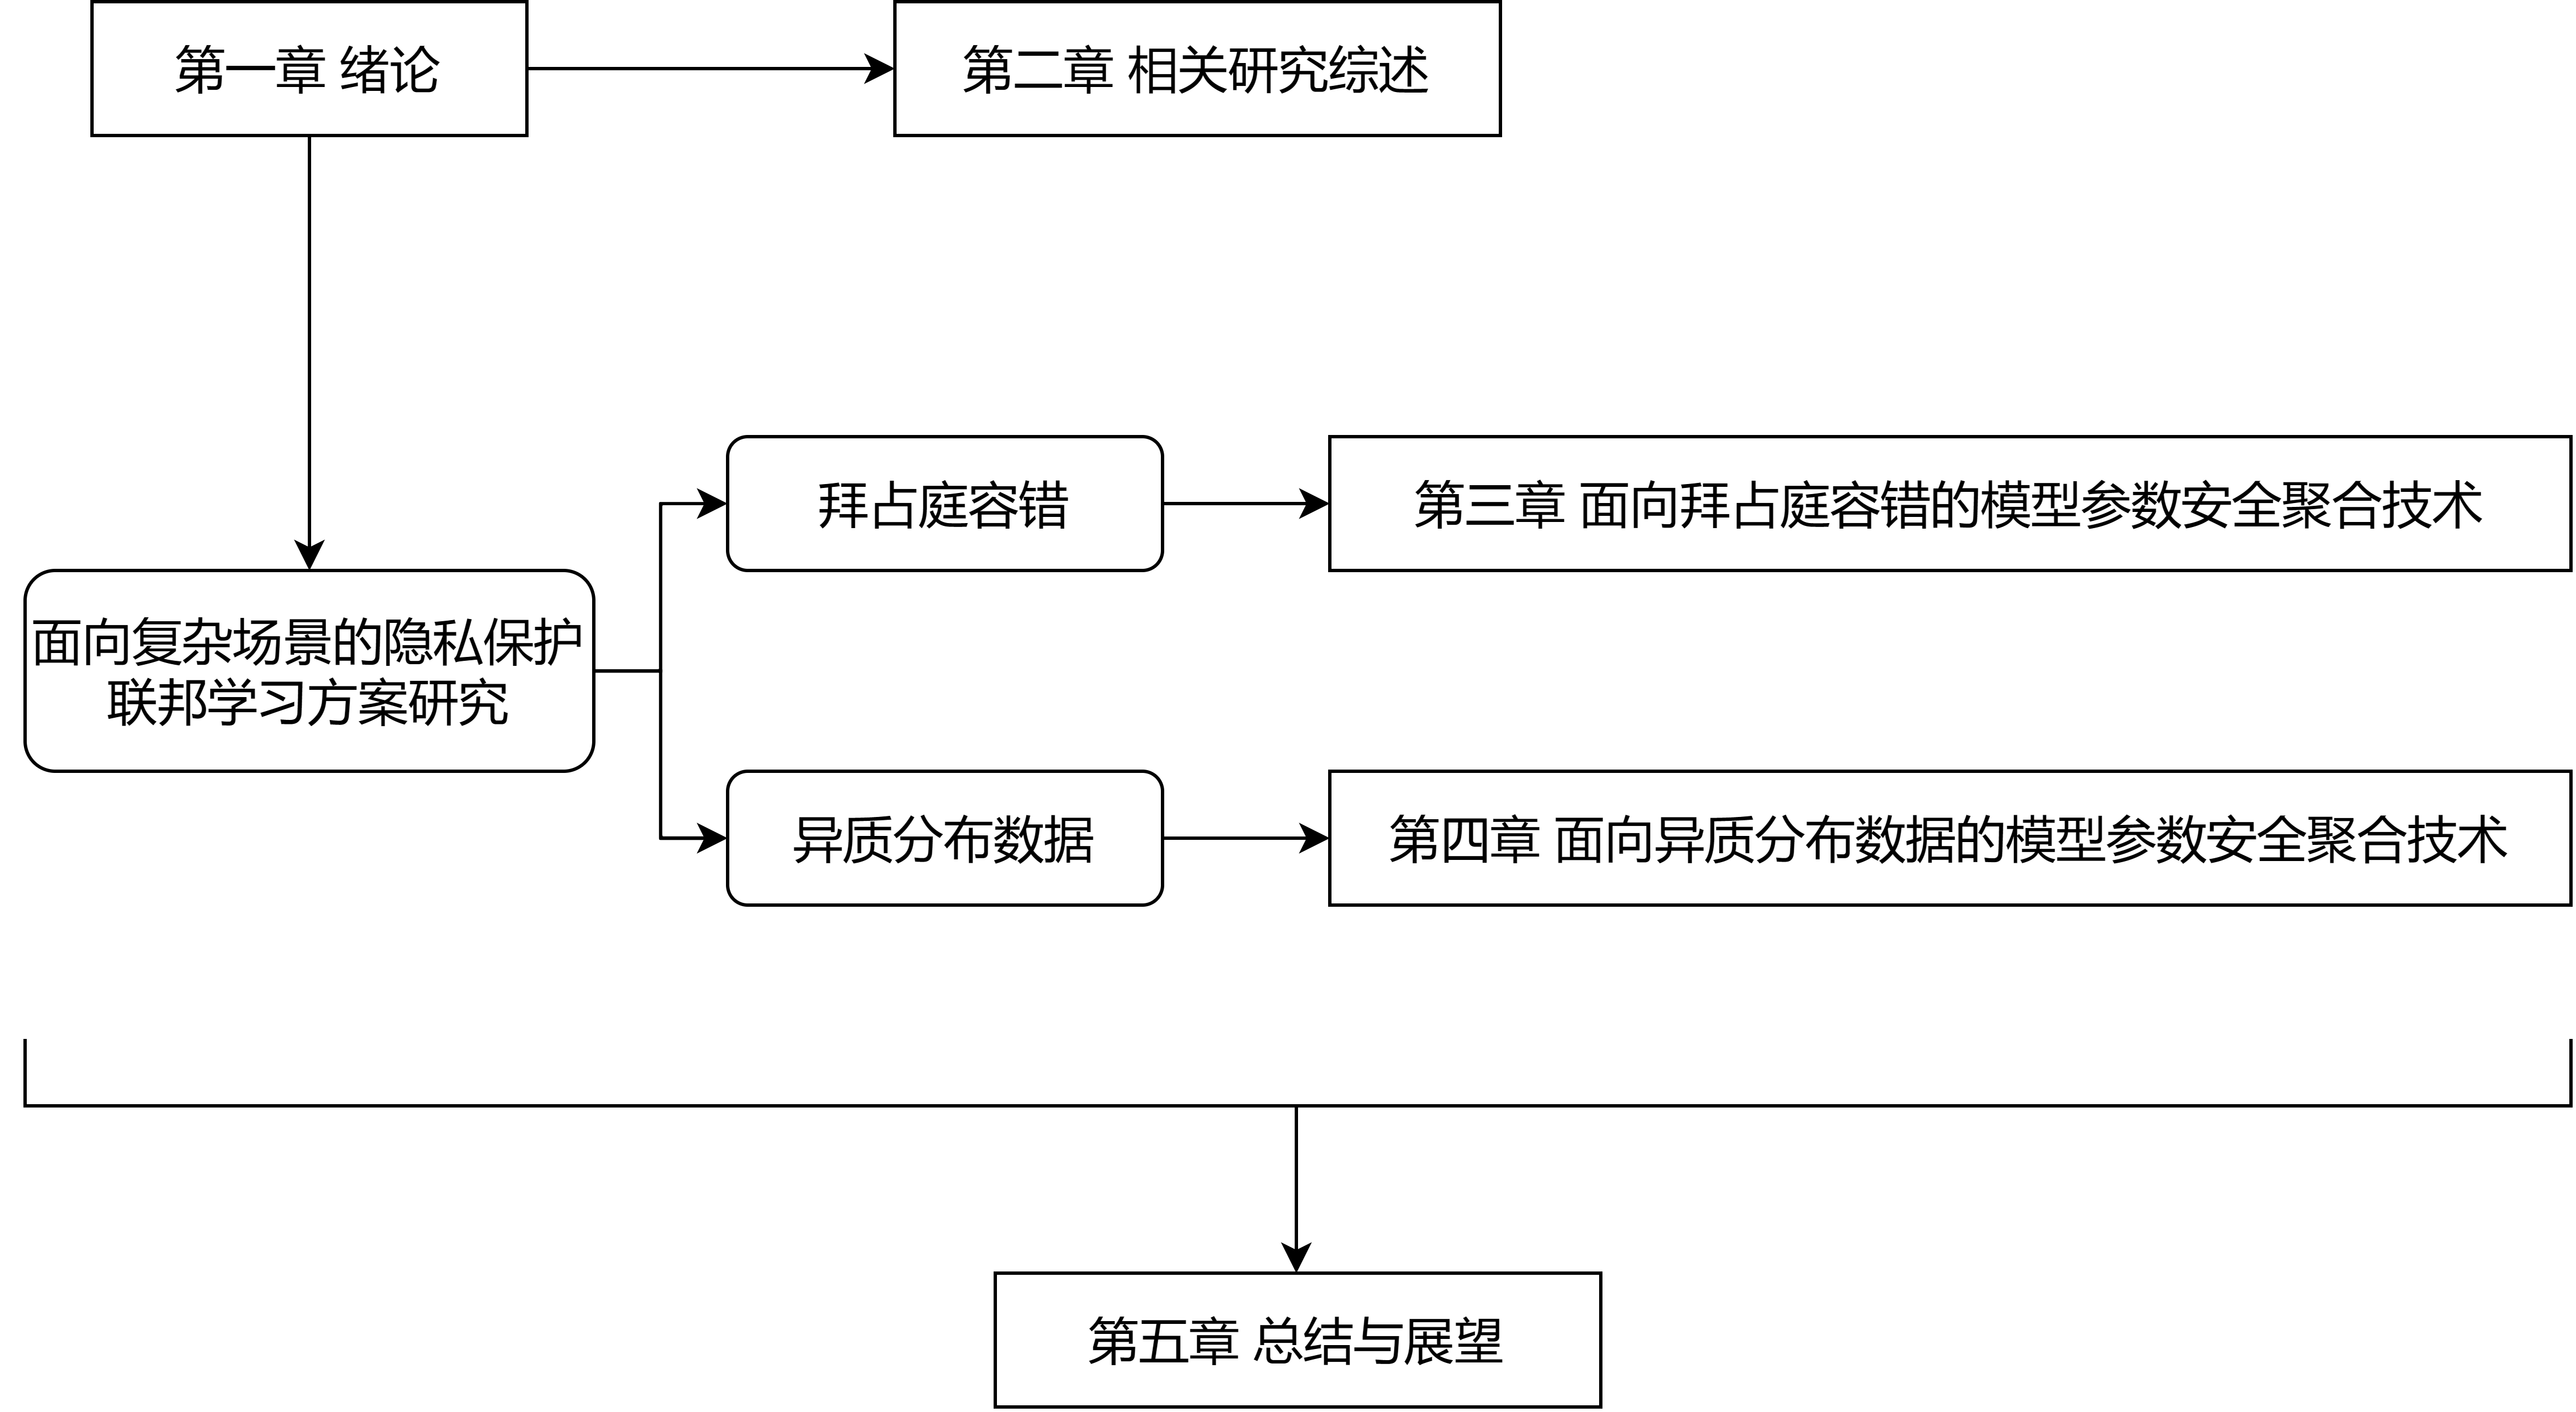 第一章 绪论
第二章 相关研究综述
拜占庭容错
第三章 面向拜占庭容错的模型参数安全聚合技术
面向复杂场景的隐私保护
联邦学习方案研究
异质分布数据
第四章 面向异质分布数据的模型参数安全聚合技术
第五章 总结与展望